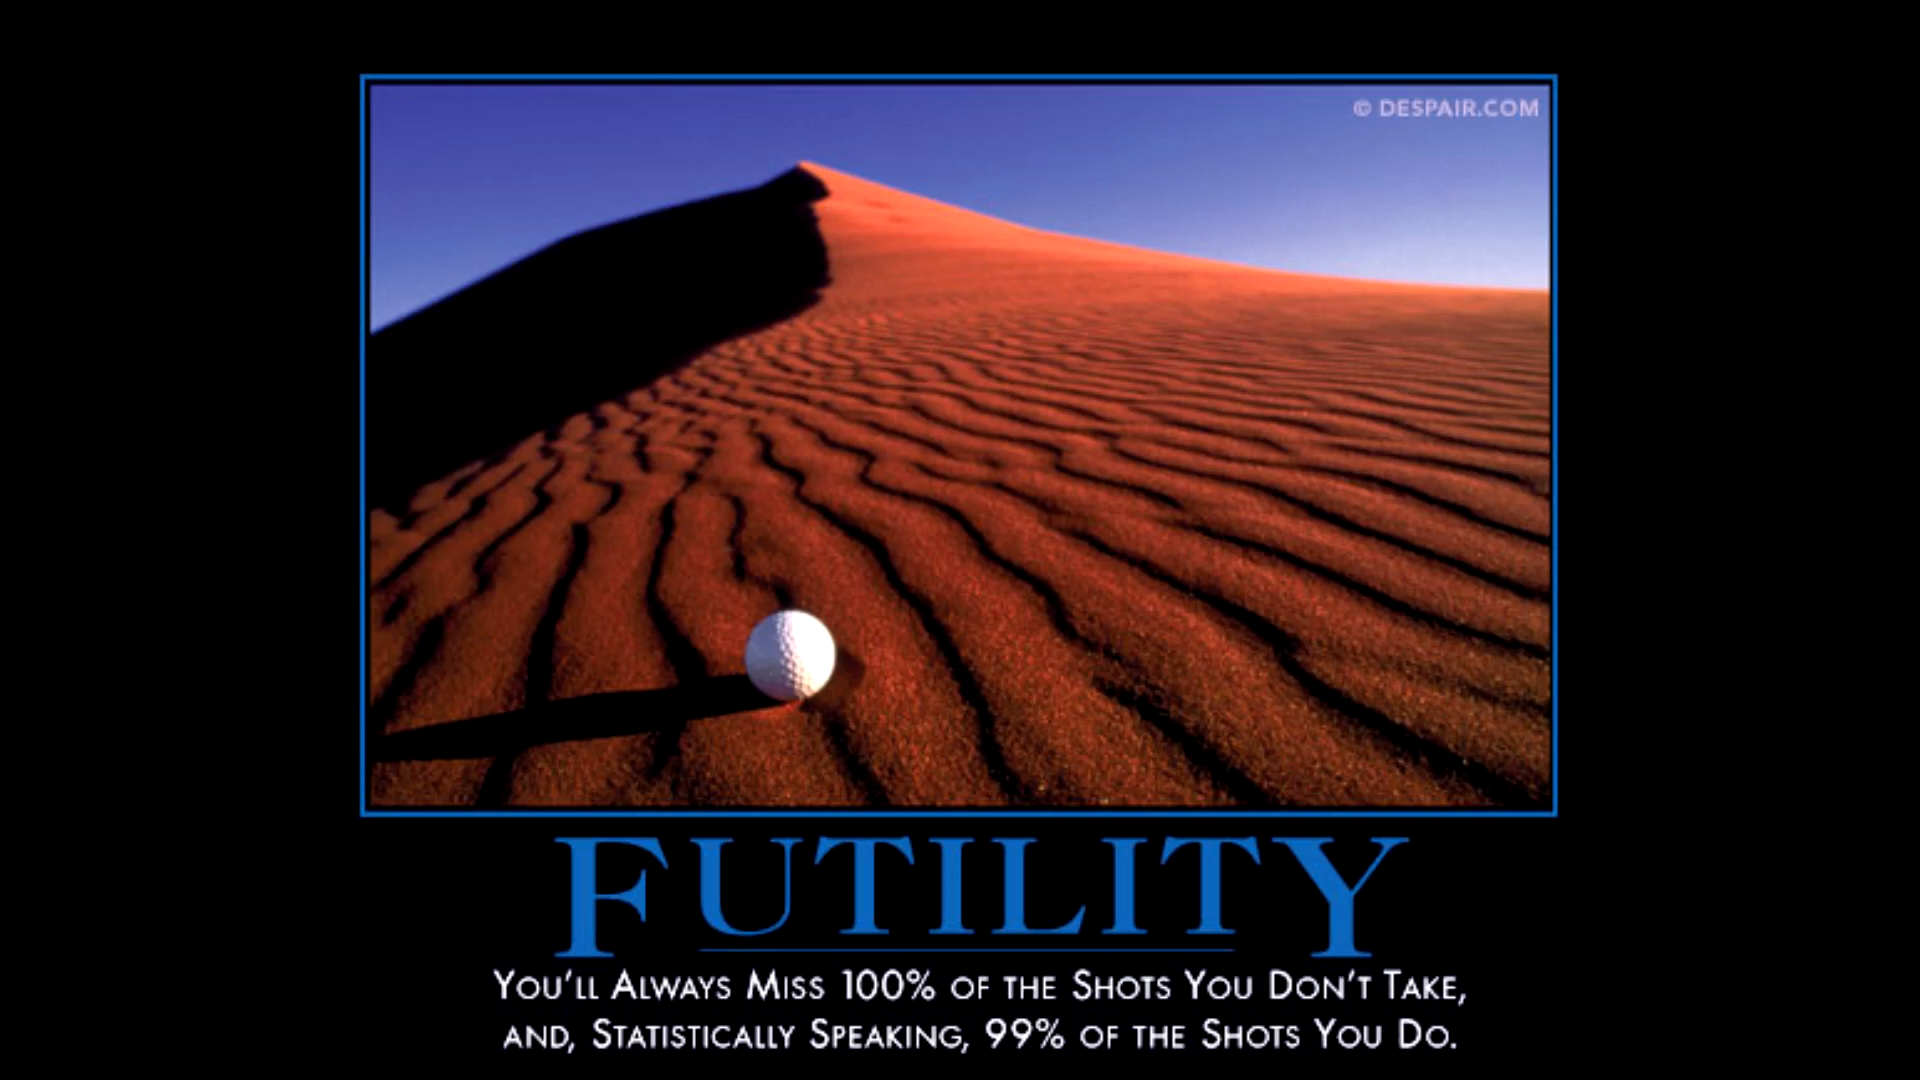 © DESPAIR.COM
FUTILITY
YOU'LL ALWAYS MISS 100% OF THE SHOTS YOU DON'T TAKE,
AND, STATISTICALLY SPEAKING, 99% OF THE SHOTS YOU DO.